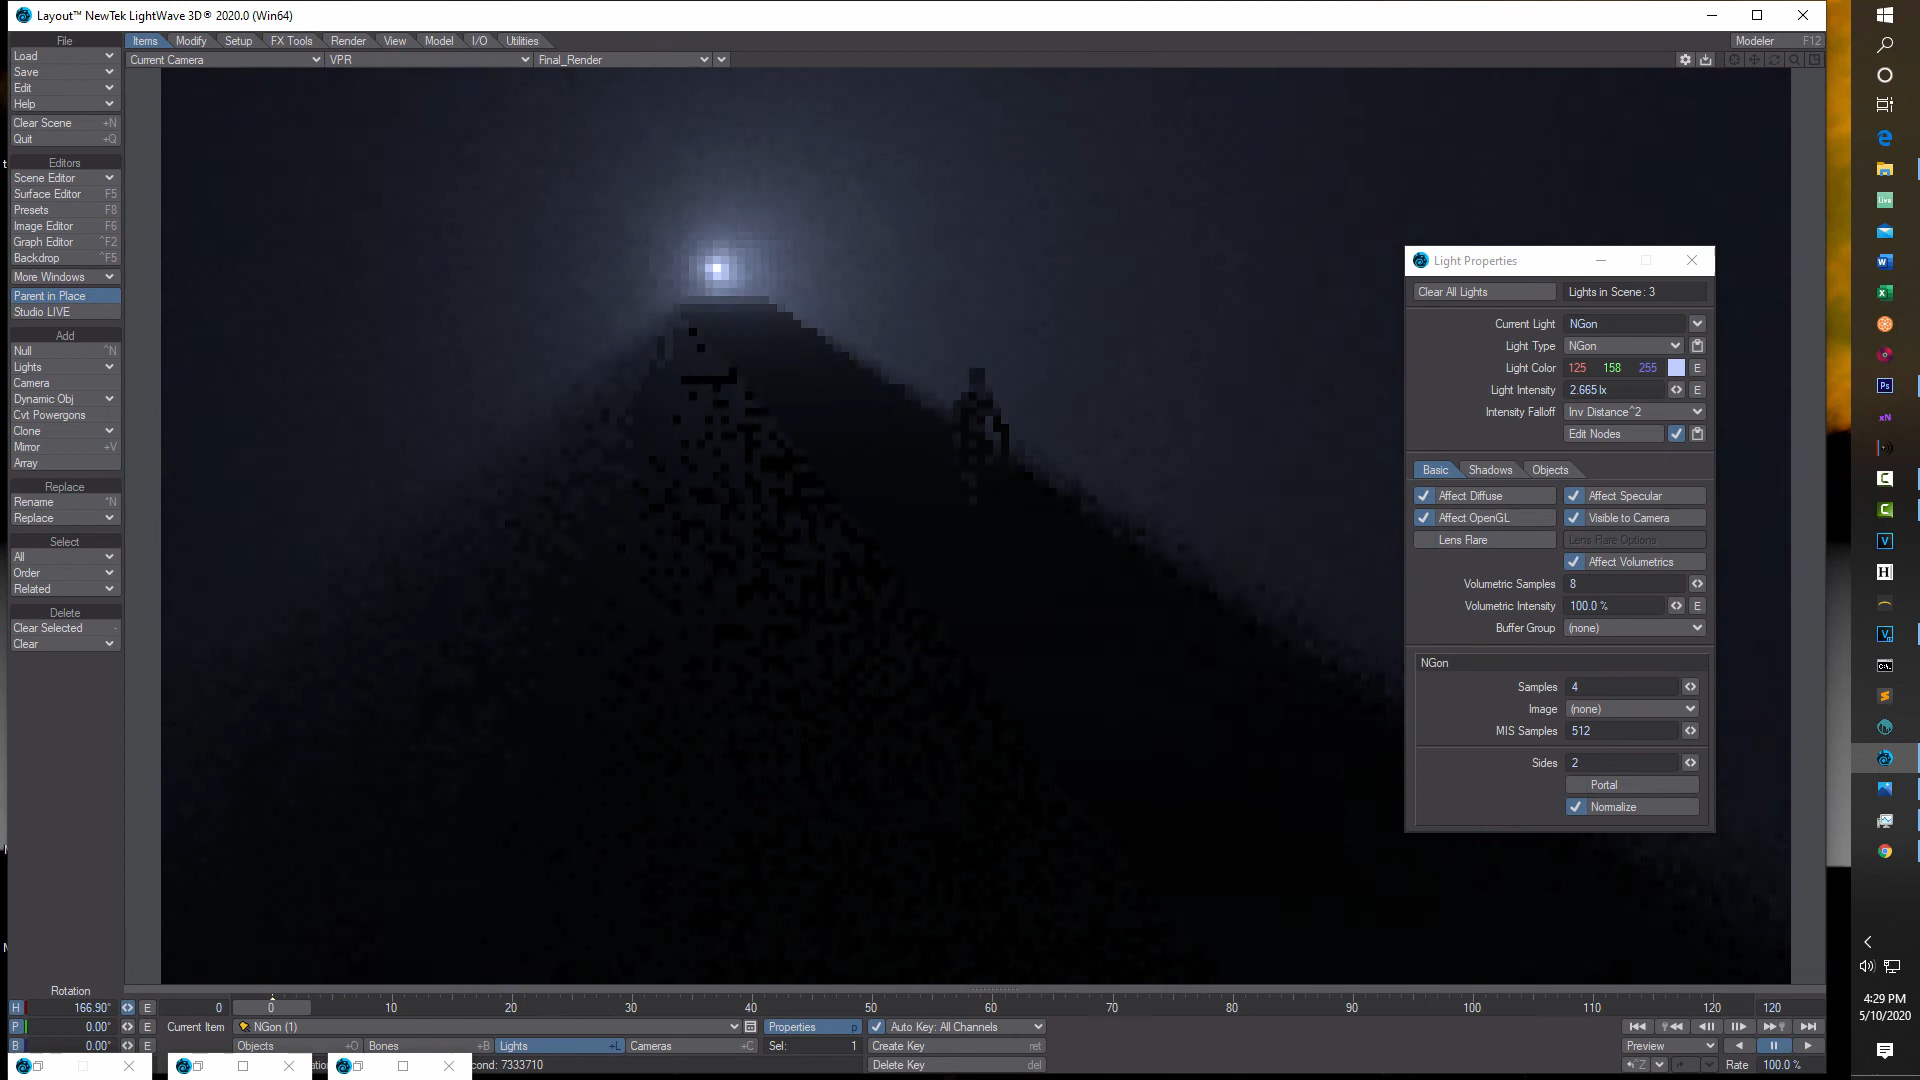 Layout™ NewTek LightWave 3D® 2020.0 (Win64)
File
Items Modify Setup FX Tools Render View Model I/O Utilities
Modeler F12
Load
Current Camera VPR Final_Render
Save
Edit
Help
Clear Scene +N
Quit +Q
Editors
Scene Editor
Surface Editor F5
Presets F8
Image Editor F6
Graph Editor ^F2
Backdrop ^F5
More Windows
Parent in Place
Studio LIVE
Add
Null ^N
Lights
Camera
Dynamic Obj
Cvt Powergons
Clone
Mirror +V
Array
Replace
Rename ^N
Replace
Select
All
Order
Related
Delete
Clear Selected -
Clear
Light Properties
Clear All Lights Lights in Scene: 3
Current Light NGon
Light Type NGon
Light Color 125 158 255 E
Light Intensity 2.665 lx E
Intensity Falloff Inv Distance^2
Edit Nodes
Basic Shadows Objects
Affect Diffuse Affect Specular
Affect OpenGL Visible to Camera
Lens Flare Lens Flare Options
Affect Volumetrics
Volumetric Samples 8
Volumetric Intensity 100.0 % E
Buffer Group (none)
NGon
Samples 4
Image (none)
MIS Samples 512
Sides 2
Portal
Normalize
Rotation
H 166.90° E 0 0 10 20 30 40 50 60 70 80 90 100 110 120 120
P 0.00° E Current Item NGon (1) Properties p Auto Key: All Channels
B 0.00° E Objects +O Bones +B Lights +L Cameras +C Sel: 1 Create Key ret Preview
cond: 7333710 Delete Key del Rate 100.0 %
Live
Ps
xN
4:29 PM
5/10/2020